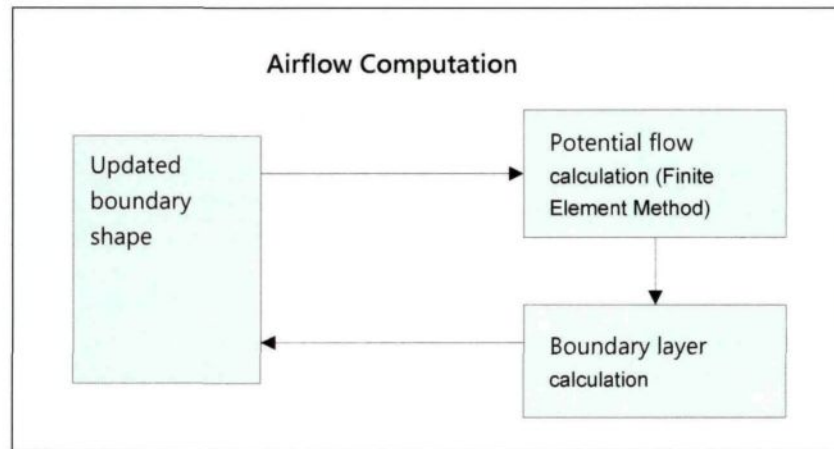 Airflow Computation
Updated
boundary
shape
Potential flow
calculation (Finite
Element Method)
Boundary layer
calculation